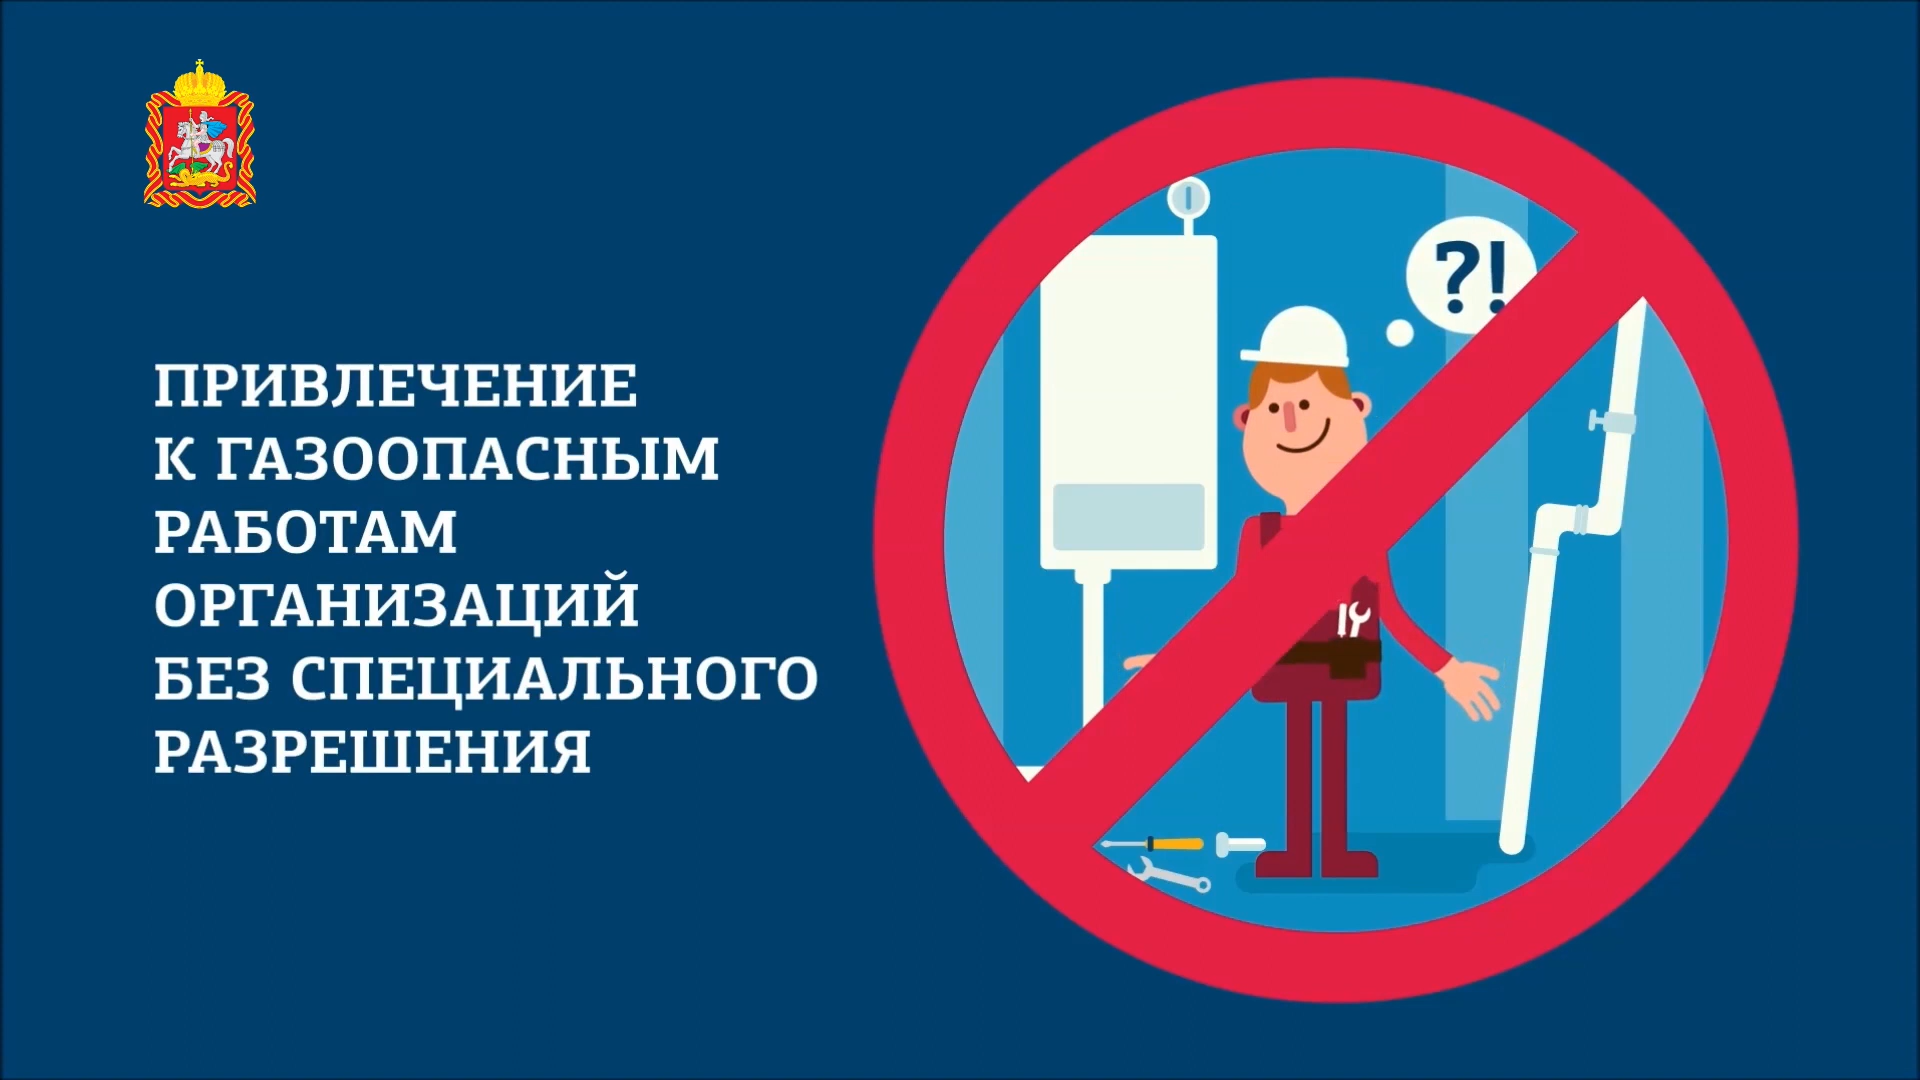 ПРИВЛЕЧЕНИЕ
К ГАЗООПАСНЫМ
РАБОТАМ
ОРГАНИЗАЦИЙ
БЕЗ СПЕЦИАЛЬНОГО
РАЗРЕШЕНИЯ
?!